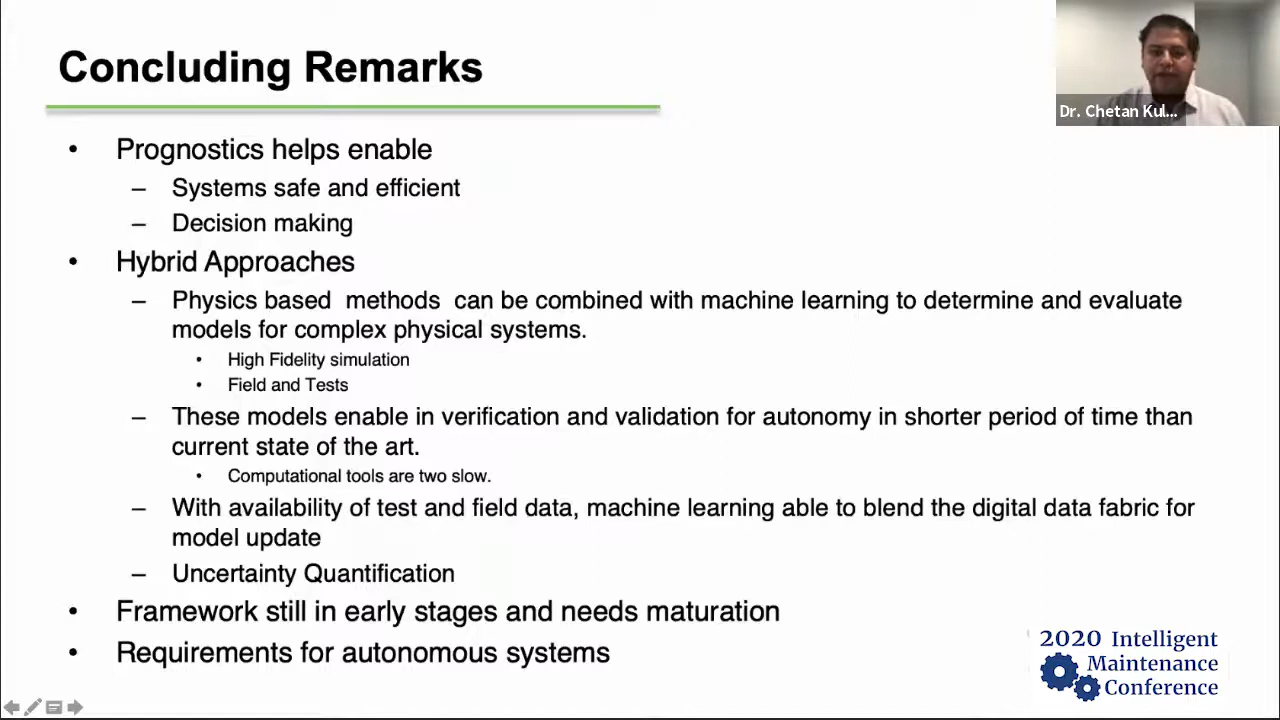 Concluding Remarks
Dr. Chetan Kul...
• Prognostics helps enable
– Systems safe and efficient
– Decision making
• Hybrid Approaches
– Physics based methods can be combined with machine learning to determine and evaluate
models for complex physical systems.
• High Fidelity simulation
• Field and Tests
– These models enable in verification and validation for autonomy in shorter period of time than
current state of the art.
• Computational tools are two slow.
– With availability of test and field data, machine learning able to blend the digital data fabric for
model update
– Uncertainty Quantification
• Framework still in early stages and needs maturation
• Requirements for autonomous systems
2020 Intelligent
Maintenance
Conference